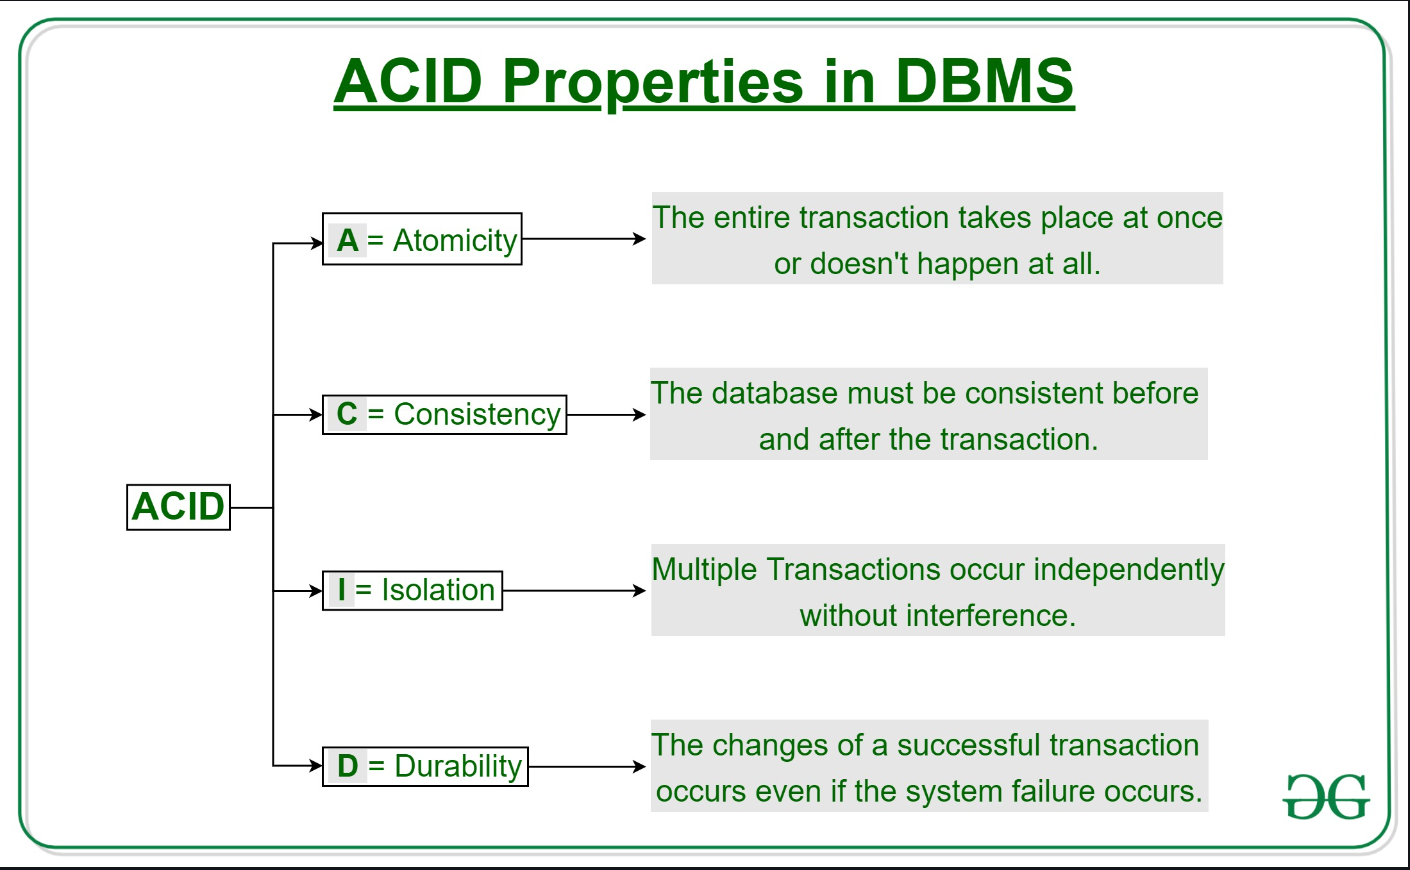 ACID Properties in DBMS
A = Atomicity
The entire transaction takes place at once
or doesn't happen at all.
C = Consistency
The database must be consistent before
and after the transaction.
ACID
I = Isolation
Multiple Transactions occur independently
without interference.
D = Durability
The changes of a successful transaction
occurs even if the system failure occurs.